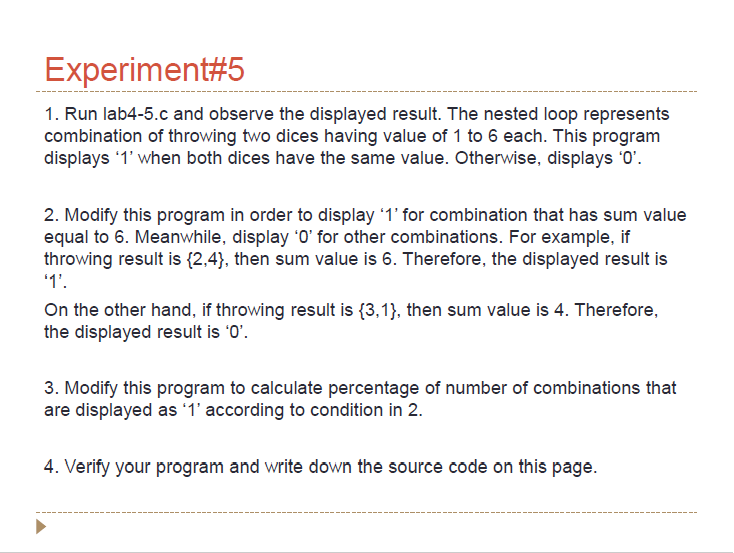 Experiment#5
1. Run lab4-5.c and observe the displayed result. The nested loop represents
combination of throwing two dices having value of 1 to 6 each. This program
displays ‘1’ when both dices have the same value. Otherwise, displays ‘0’.
2. Modify this program in order to display ‘1’ for combination that has sum value
equal to 6. Meanwhile, display ‘0’ for other combinations. For example, if
throwing result is {2,4}, then sum value is 6. Therefore, the displayed result is
‘1’.
On the other hand, if throwing result is {3,1}, then sum value is 4. Therefore,
the displayed result is ‘0’.
3. Modify this program to calculate percentage of number of combinations that
are displayed as ‘1’ according to condition in 2.
4. Verify your program and write down the source code on this page.